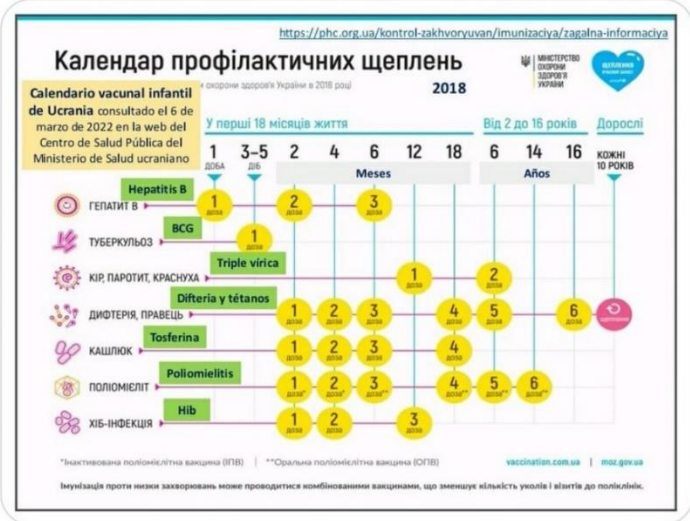 https://phc.org.ua/kontrol-zakhvoryuvan/imunizaciya/zagalna-informaciya
Календар профілактичних щеплень
МІНІСТЕРСТВО
ОХОРОНИ
ЗДОРОВ'Я
УКРАЇНИ
ЩЕПЛЕННЯ
охорони здоров'я України в 2018 році
2018
Calendario vacunal infantil
de Ucrania consultado el 6 de
marzo de 2022 en la web del
Centro de Salud Pública del
Ministerio de Salud ucraniano
У перші 18 місяців життя
Від 2 до 16 років
Дорослі
1 3–5 2 4 6 12 18 6 14 16 КОЖНІ
ДОБА ДІБ Meses Años 10 РОКІВ
Hepatitis B
ГЕПАТИТ В 1 доза 2 доза 3 доза
BCG
ТУБЕРКУЛЬОЗ 1 доза
Triple vírica
КІР, ПАРОТИТ, КРАСНУХА 1 доза 2 доза
Difteria y tétanos
ДИФТЕРІЯ, ПРАВЕЦЬ 1 доза 2 доза 3 доза 4 доза 5 доза 6 доза
Tosferina
КАШЛЮК 1 доза 2 доза 3 доза 4 доза
Poliomielitis
ПОЛІОМІЄЛІТ 1 доза* 2 доза* 3 доза** 4 доза** 5 доза** 6 доза**
Hib
ХІБ-ІНФЕКЦІЯ 1 доза 2 доза 3 доза
*Інактивована поліомієлітна вакцина (ІПВ) | **Оральна поліомієлітна вакцина (ОПВ)
vaccination.com.ua | moz.gov.ua
Імунізація проти низки захворювань може проводитися комбінованими вакцинами, що зменшує кількість уколів і візитів до поліклінік.